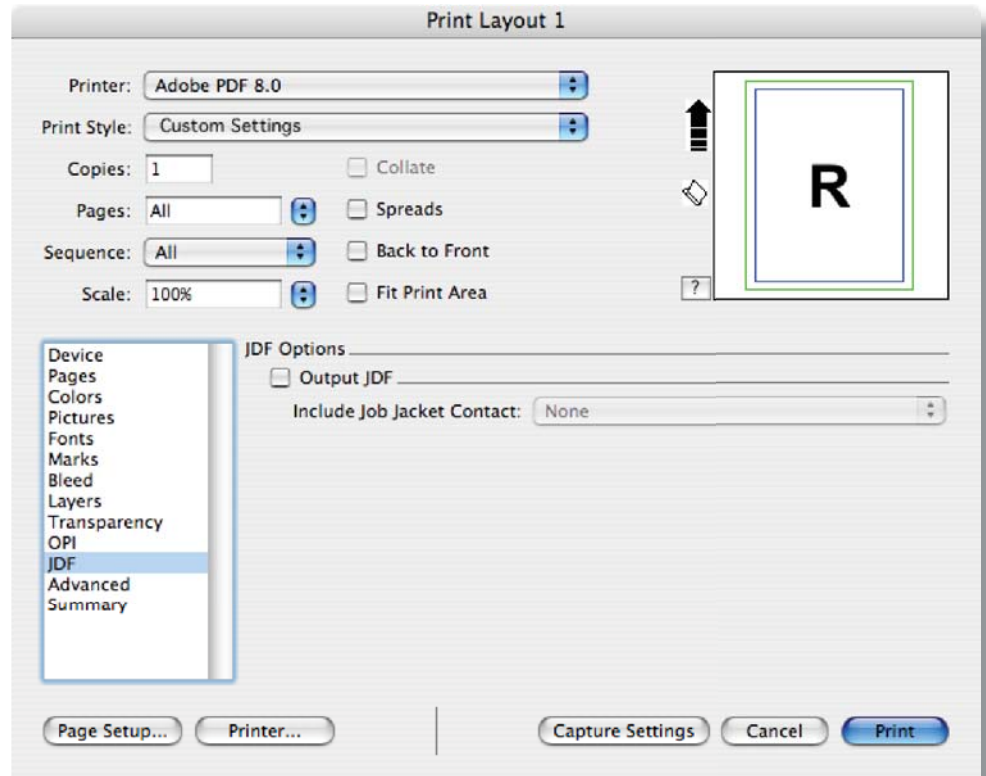 Print Layout 1
Printer: Adobe PDF 8.0
Print Style: Custom Settings
Copies: 1 Collate
Pages: All Spreads
Sequence: All Back to Front
Scale: 100% Fit Print Area
R
?
Device
Pages
Colors
Pictures
Fonts
Marks
Bleed
Layers
Transparency
OPI
JDF
Advanced
Summary
JDF Options
Output JDF
Include Job Jacket Contact: None
Page Setup... Printer... Capture Settings Cancel Print